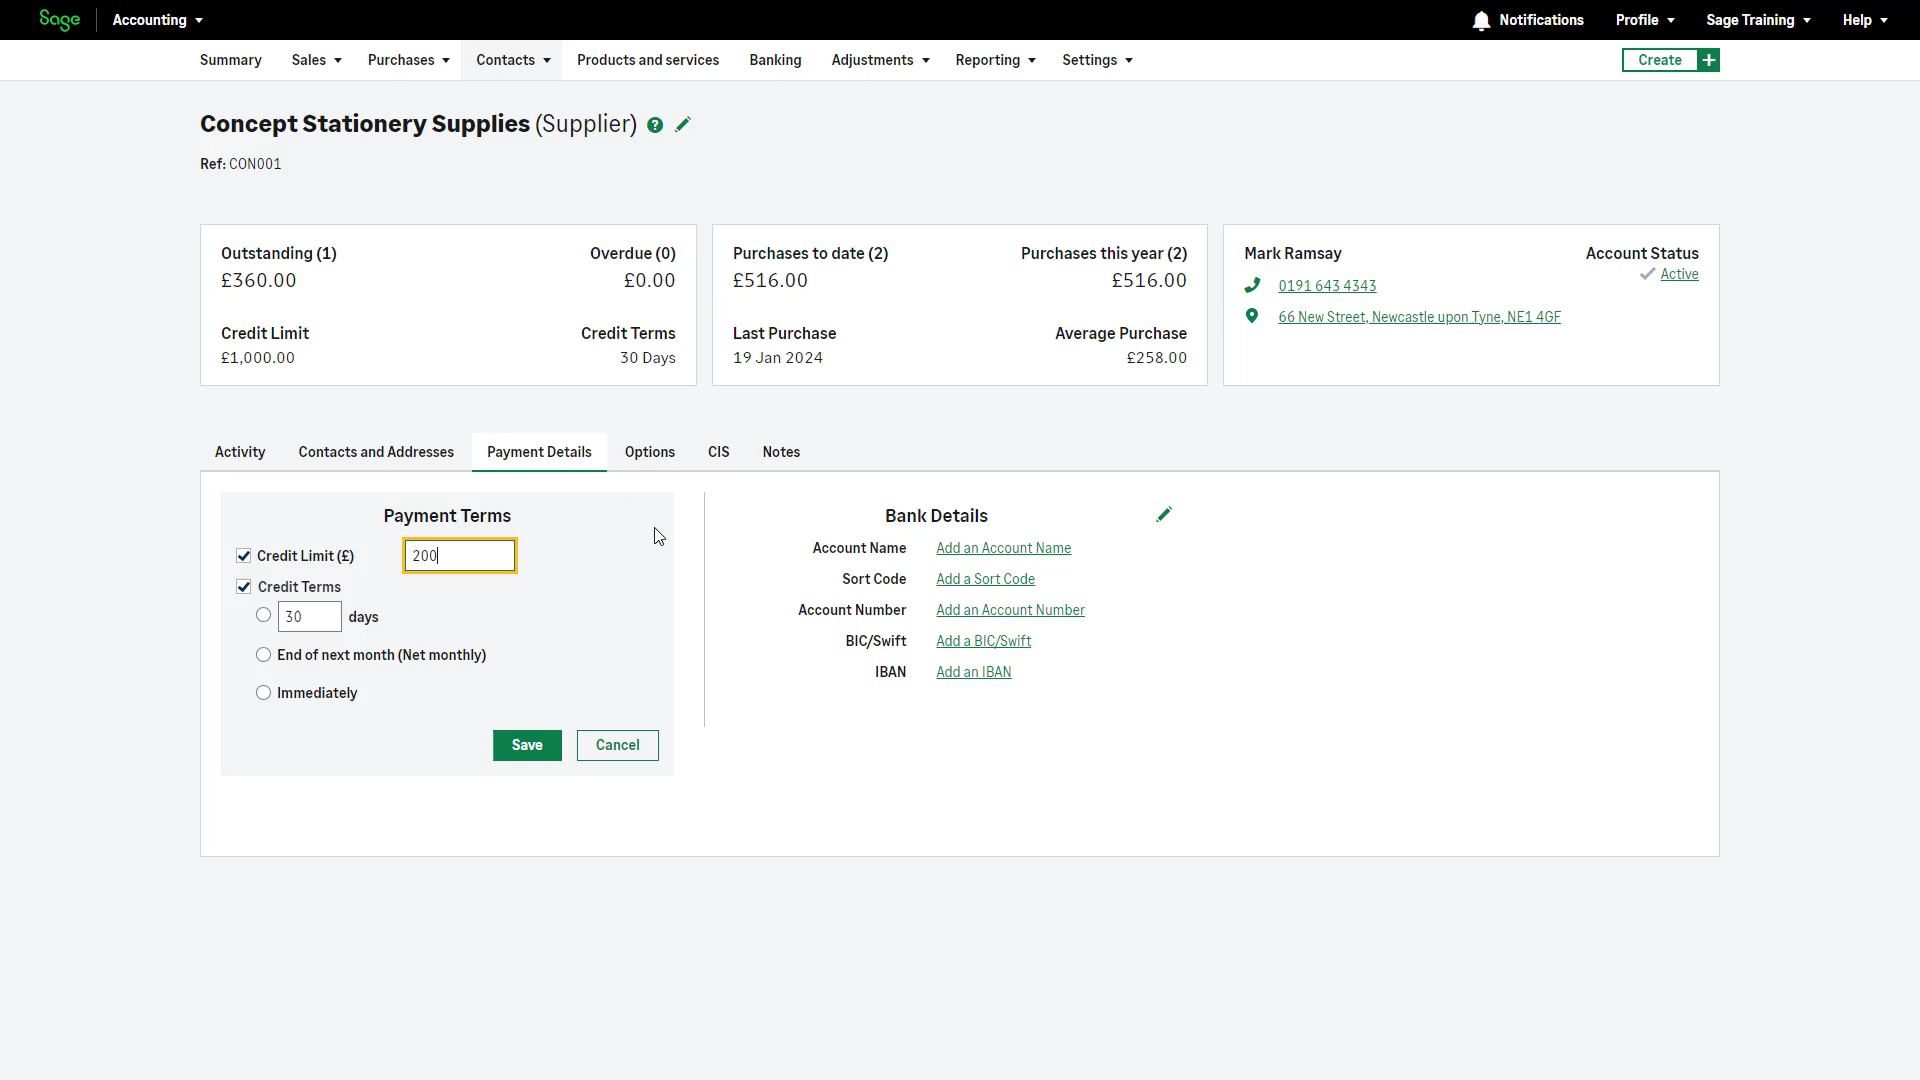 Sage Accounting Notifications Profile Sage Training Help
Summary Sales Purchases Contacts Products and services Banking Adjustments Reporting Settings Create +
Concept Stationery Supplies (Supplier) ?
Ref: CON001
Outstanding (1) Overdue (0)
£360.00 £0.00
Credit Limit Credit Terms
£1,000.00 30 Days
Purchases to date (2) Purchases this year (2)
£516.00 £516.00
Last Purchase Average Purchase
19 Jan 2024 £258.00
Mark Ramsay Account Status
Active
0191 643 4343
66 New Street, Newcastle upon Tyne, NE1 4GF
Activity Contacts and Addresses Payment Details Options CIS Notes
Payment Terms
Credit Limit (£) 200
Credit Terms
30 days
End of next month (Net monthly)
Immediately
Save Cancel
Bank Details
Account Name Add an Account Name
Sort Code Add a Sort Code
Account Number Add an Account Number
BIC/Swift Add a BIC/Swift
IBAN Add an IBAN